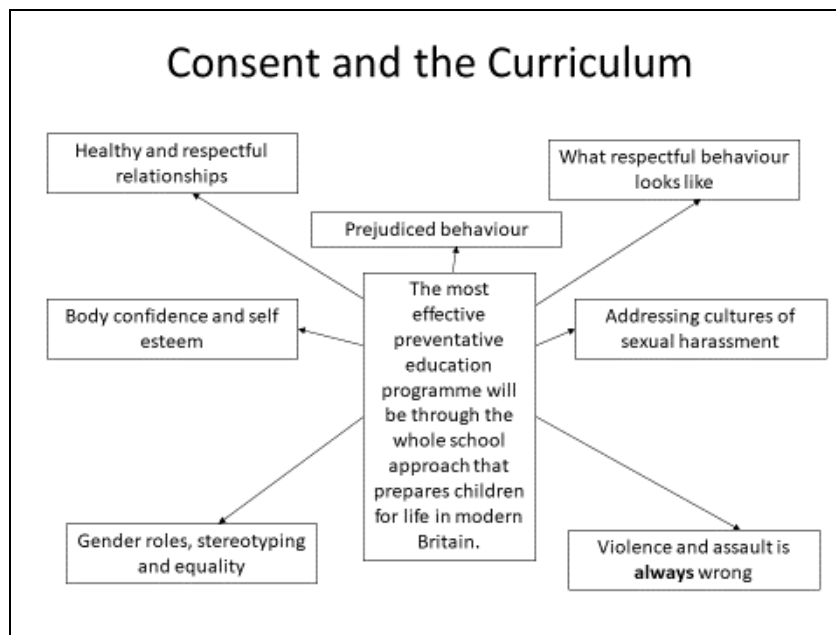 Consent and the Curriculum
Healthy and respectful
relationships
What respectful behaviour
looks like
Prejudiced behaviour
Body confidence and self
esteem
The most
effective
preventative
education
programme will
be through the
whole school
approach that
prepares children
for life in modern
Britain.
Addressing cultures of
sexual harassment
Gender roles, stereotyping
and equality
Violence and assault is
always wrong